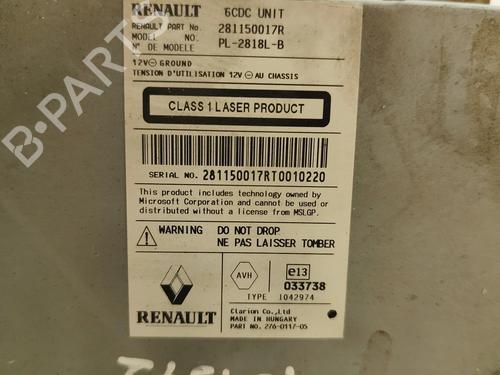 RENAULT 6CDC UNIT
RENAULT PART No. 281150017R
MODEL NO. PL-2818L-B
N° DE MODELE
12V GROUND
TENSION D'UTILISATION 12V AU CHASSIS
CLASS 1 LASER PRODUCT
SERIAL NO. 281150017RT0010220
This product includes technology owned by
Microsoft Corporation and cannot be used or
distributed without a license from MSLGP.
WARNING DO NOT DROP
NE PAS LAISSER TOMBER
AVH
e13
033738
TYPE 1042974
RENAULT
Clarion Co.,Ltd
MADE IN HUNGARY
PART NO. 276-0117-05
B-PARTS